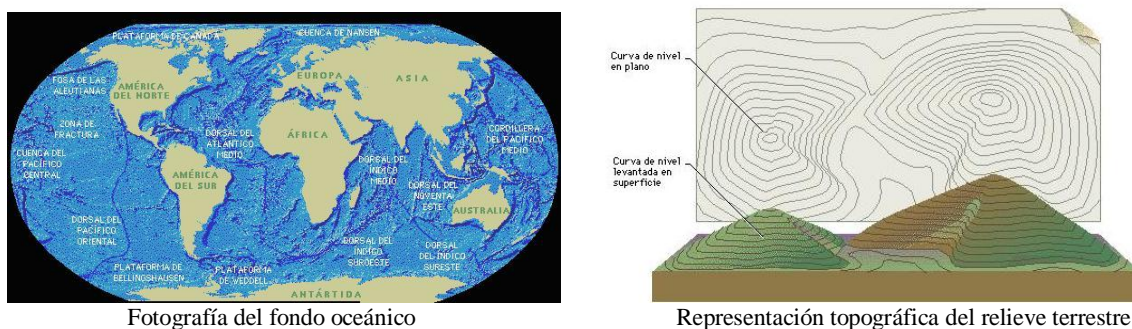 PLATAFORMA DE CANADA
CUENCA DE NANSEN
FOSA DE LAS
ALEUTIANAS
AMÉRICA
DEL NORTE
EUROPA
ASIA
ZONA DE
FRACTURA
DORSAL DEL
ATLÁNTICO
MEDIO
ÁFRICA
CORDILLERA
DEL PACÍFICO
MEDIO
CUENCA DEL
PACÍFICO
CENTRAL
AMÉRICA
DEL SUR
DORSAL DEL
ÍNDICO
MEDIO
DORSAL DEL
NOVENTA
ESTE
AUSTRALIA
DORSAL DEL
PACÍFICO
ORIENTAL
DORSAL DEL
ÍNDICO
SUROESTE
DORSAL
DEL ÍNDICO
SURESTE
PLATAFORMA DE
BELLINGSHAUSEN
PLATAFORMA
DE WEDDELL
ANTÁRTIDA
Fotografía del fondo oceánico
Curva de nivel
en plano
Curva de nivel
levantada en
superficie
Representación topográfica del relieve terrestre